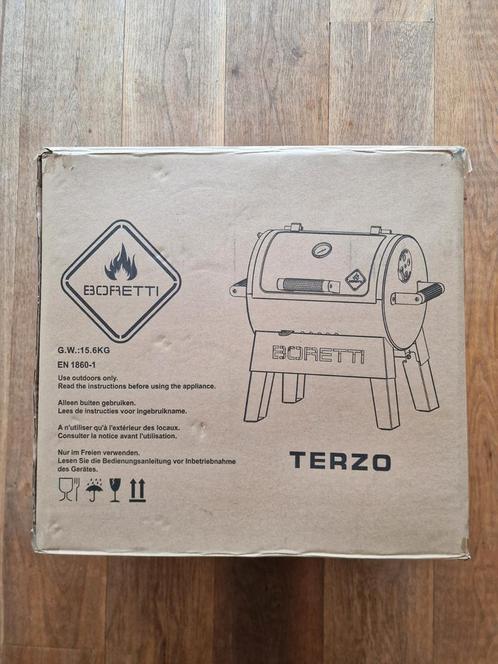 BORETTI
G.W.:15.6KG
EN 1860-1
Use outdoors only.
Read the instructions before using the appliance.
Alleen buiten gebruiken.
Lees de instructies voor ingebruikname.
A n'utiliser qu'à l'extérieur des locaux.
Consulter la notice avant l'utilisation.
Nur im Freien verwenden.
Lesen Sie die Bedienungsanleitung vor Inbetriebnahme
des Gerätes.
BORETTI
TERZO